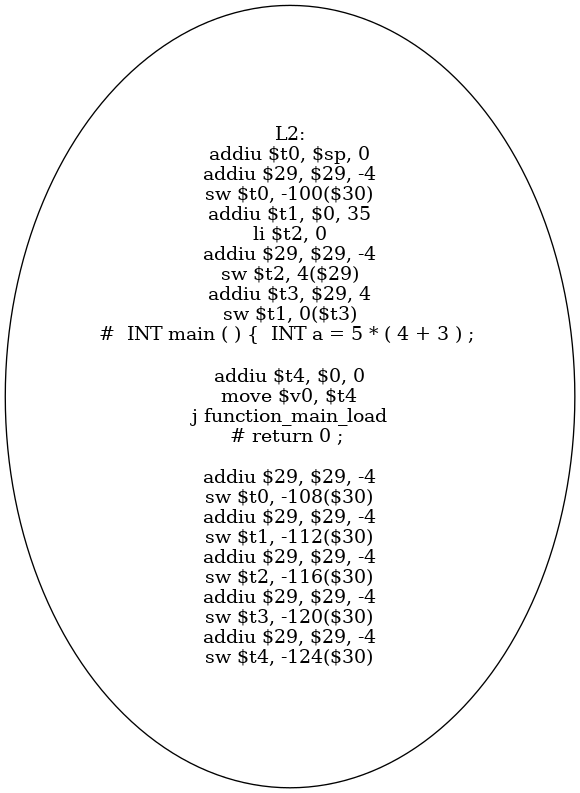 L2:
addiu $t0, $sp, 0
addiu $29, $29, -4
sw $t0, -100($30)
addiu $t1, $0, 35
li $t2, 0
addiu $29, $29, -4
sw $t2, 4($29)
addiu $t3, $29, 4
sw $t1, 0($t3)
#  INT main ( ) {  INT a = 5 * ( 4 + 3 ) ;
addiu $t4, $0, 0
move $v0, $t4
j function_main_load
# return 0 ;
addiu $29, $29, -4
sw $t0, -108($30)
addiu $29, $29, -4
sw $t1, -112($30)
addiu $29, $29, -4
sw $t2, -116($30)
addiu $29, $29, -4
sw $t3, -120($30)
addiu $29, $29, -4
sw $t4, -124($30)